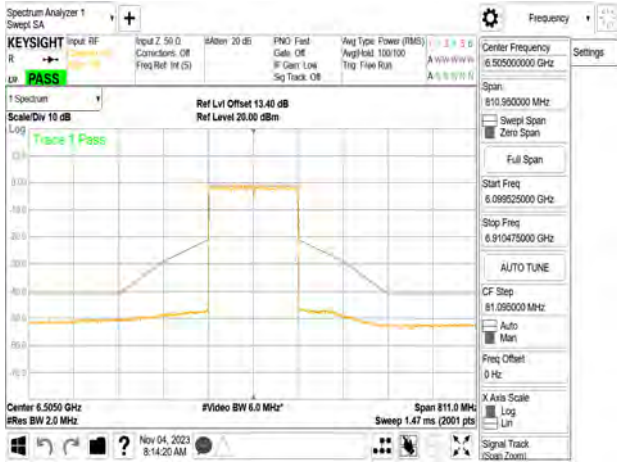 Spectrum Analyzer 1
Swept SA
+
Frequency
KEYSIGHT
Input: RF
Input Z: 50 Ω
Corrections: Off
Freq Ref: Int (S)
#Atten: 20 dB
PNO: Fast
Gate: Off
IF Gain: Low
Sig Track: Off
Avg Type: Power (RMS)
Avg|Hold: 100/100
Trig: Free Run
R
PASS
1 Spectrum
Scale/Div 10 dB
Ref Lvl Offset 13.40 dB
Ref Level 20.00 dBm
Log
Trace 1 Pass
Center 6.5050 GHz
#Res BW 2.0 MHz
#Video BW 6.0 MHz*
Span 811.0 MHz
Sweep 1.47 ms (2001 pts
Nov 04, 2023
8:14:20 AM
?
Center Frequency
6.505000000 GHz
Settings
Span
810.950000 MHz
Swept Span
Zero Span
Full Span
Start Freq
6.099525000 GHz
Stop Freq
6.910475000 GHz
AUTO TUNE
CF Step
81.095000 MHz
Auto
Man
Freq Offset
0 Hz
X Axis Scale
Log
Lin
Signal Track
(Span Zoom)